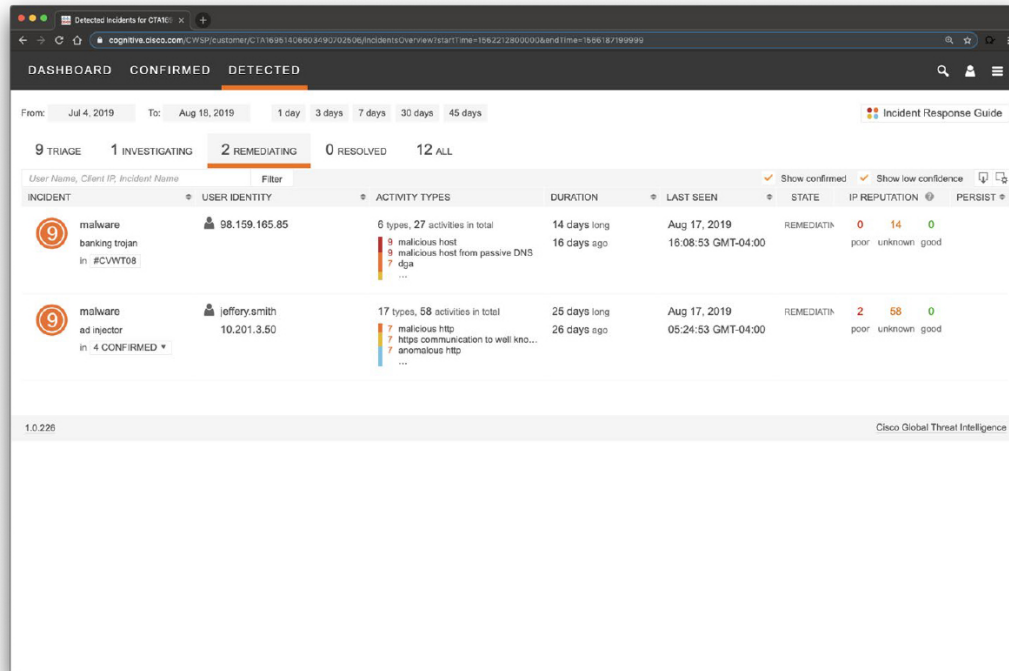 Detected Incidents for CTA169
cognitive.cisco.com/CWSP/customer/CTA16951406603490702506/IncidentsOverview?startTime=1562212800000&endTime=1566187199999
DASHBOARD CONFIRMED DETECTED
From: Jul 4, 2019 To: Aug 18, 2019 1 day 3 days 7 days 30 days 45 days Incident Response Guide
9 TRIAGE 1 INVESTIGATING 2 REMEDIATING 0 RESOLVED 12 ALL
User Name, Client IP, Incident Name Filter Show confirmed Show low confidence
INCIDENT USER IDENTITY ACTIVITY TYPES DURATION LAST SEEN STATE IP REPUTATION PERSIST
9 malware 98.159.165.85 6 types, 27 activities in total 14 days long Aug 17, 2019 REMEDIATIN 0 14 0
banking trojan 9 malicious host 16 days ago 16:08:53 GMT-04:00 poor unknown good
9 malicious host from passive DNS
in #CVWT08 7 dga
...
9 malware jeffery.smith 17 types, 58 activities in total 25 days long Aug 17, 2019 REMEDIATIN 2 58 0
ad injector 10.201.3.50 7 malicious http 26 days ago 05:24:53 GMT-04:00 poor unknown good
7 https communication to well kno...
in 4 CONFIRMED 7 anomalous http
...
1.0.226 Cisco Global Threat Intelligence